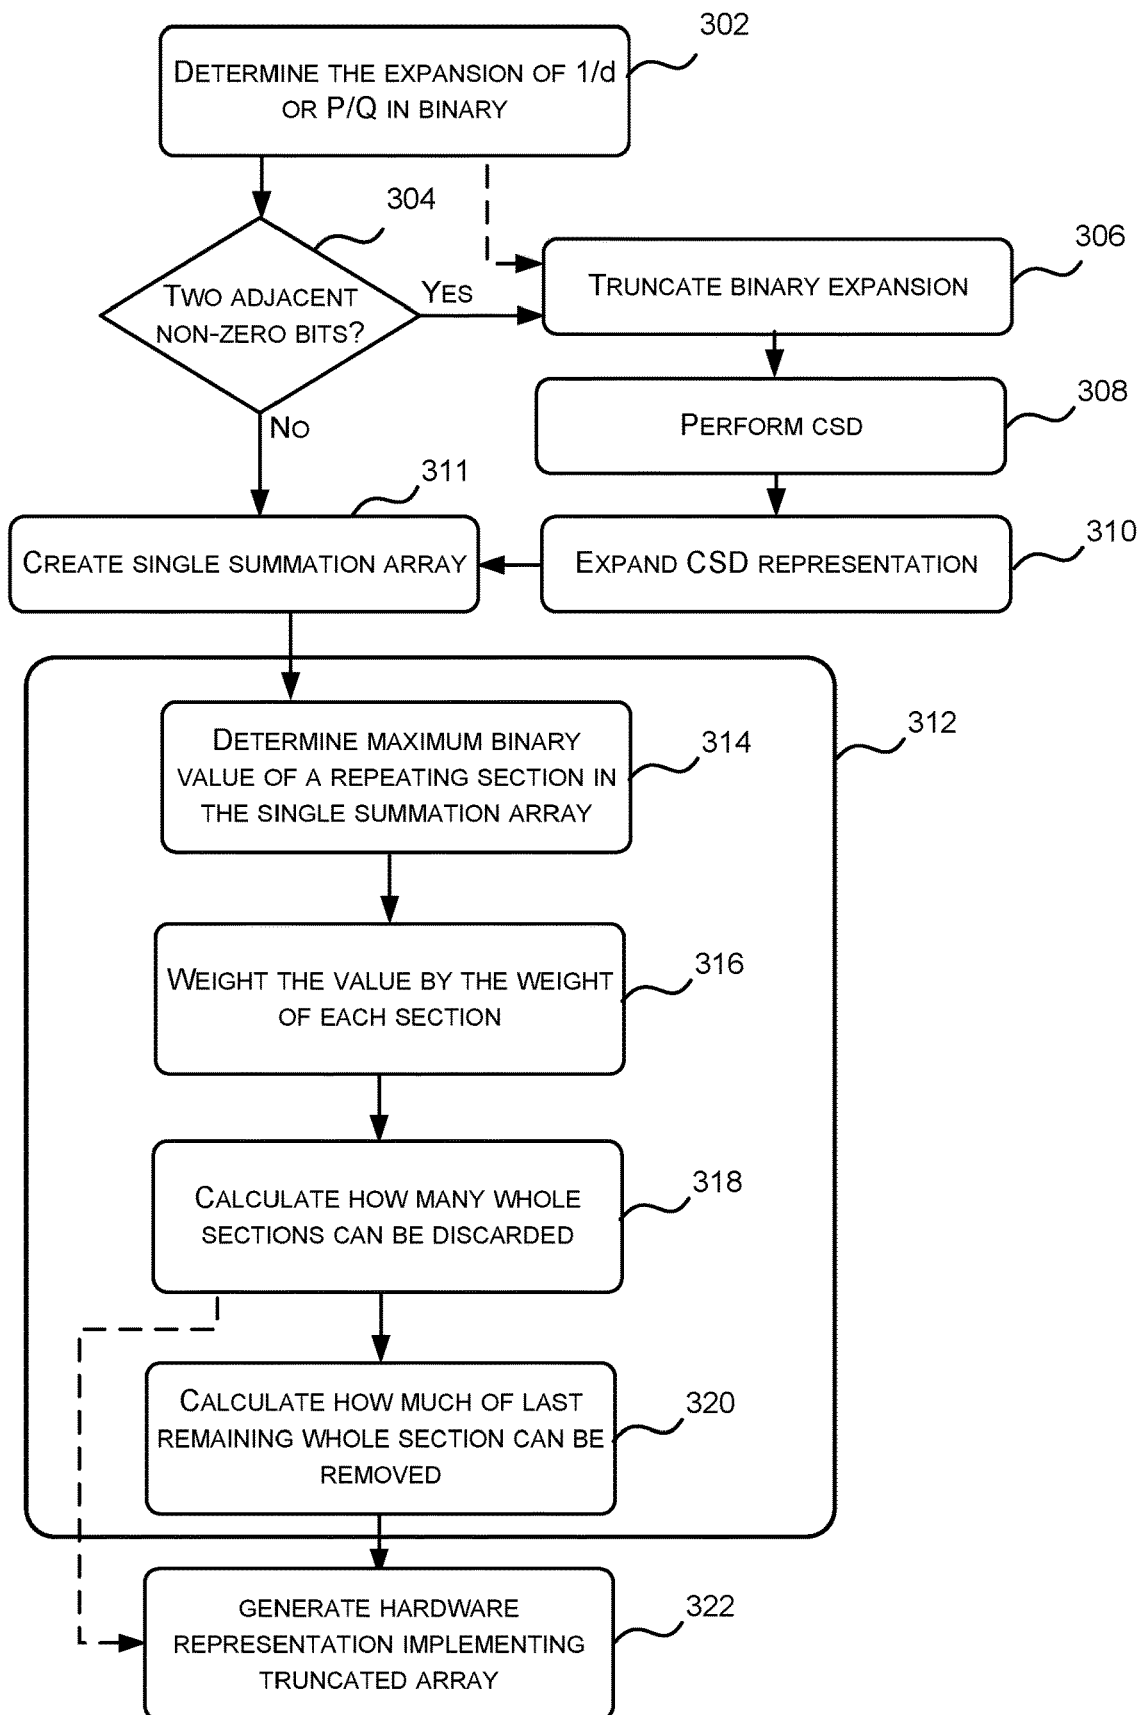 302
DETERMINE THE EXPANSION OF 1/d
OR P/Q IN BINARY
304
TWO ADJACENT
NON-ZERO BITS?
YES
NO
306
TRUNCATE BINARY EXPANSION
308
PERFORM CSD
310
EXPAND CSD REPRESENTATION
311
CREATE SINGLE SUMMATION ARRAY
312
314
DETERMINE MAXIMUM BINARY
VALUE OF A REPEATING SECTION IN
THE SINGLE SUMMATION ARRAY
316
WEIGHT THE VALUE BY THE WEIGHT
OF EACH SECTION
318
CALCULATE HOW MANY WHOLE
SECTIONS CAN BE DISCARDED
320
CALCULATE HOW MUCH OF LAST
REMAINING WHOLE SECTION CAN BE
REMOVED
322
GENERATE HARDWARE
REPRESENTATION IMPLEMENTING
TRUNCATED ARRAY